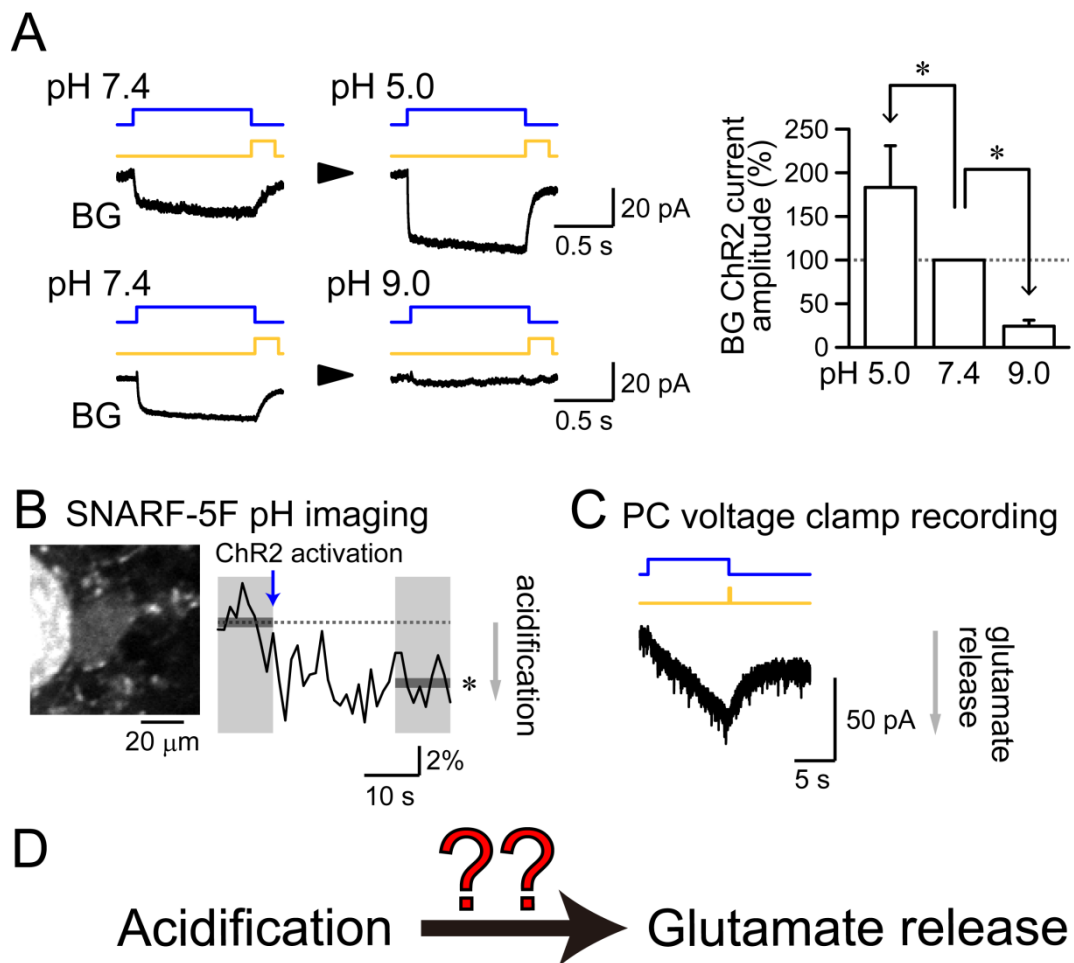 A
pH 7.4
pH 5.0
BG
20 pA
0.5 s
pH 7.4
pH 9.0
BG
20 pA
0.5 s
BG ChR2 current
amplitude (%)
250
200
150
100
50
0
*
*
pH 5.0 7.4 9.0
B SNARF-5F pH imaging
ChR2 activation
20 μm
*
acidification
2%
10 s
C PC voltage clamp recording
glutamate
release
50 pA
5 s
D
??
Acidification Glutamate release